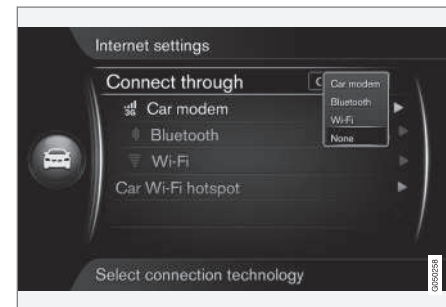 Internet settings
Connect through
Car modem
Bluetooth
Wi-Fi
None
3G Car modem
Bluetooth
Wi-Fi
Car Wi-Fi hotspot
Select connection technology
G050258